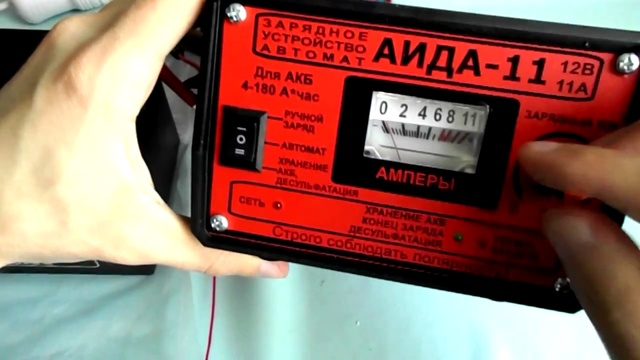 ЗАРЯДНОЕ
УСТРОЙСТВО
АВТОМАТ
АИДА-11
12В
11А
Для АКБ
4-180 А*час
РУЧНОЙ
ЗАРЯД
АВТОМАТ
ХРАНЕНИЕ
АКБ,
ДЕСУЛЬФАТАЦИЯ
0 2 4 6 8 11
АМПЕРЫ
СЕТЬ
ХРАНЕНИЕ АКБ
КОНЕЦ ЗАРЯДА
ДЕСУЛЬФАТАЦИЯ
Строго соблюдать